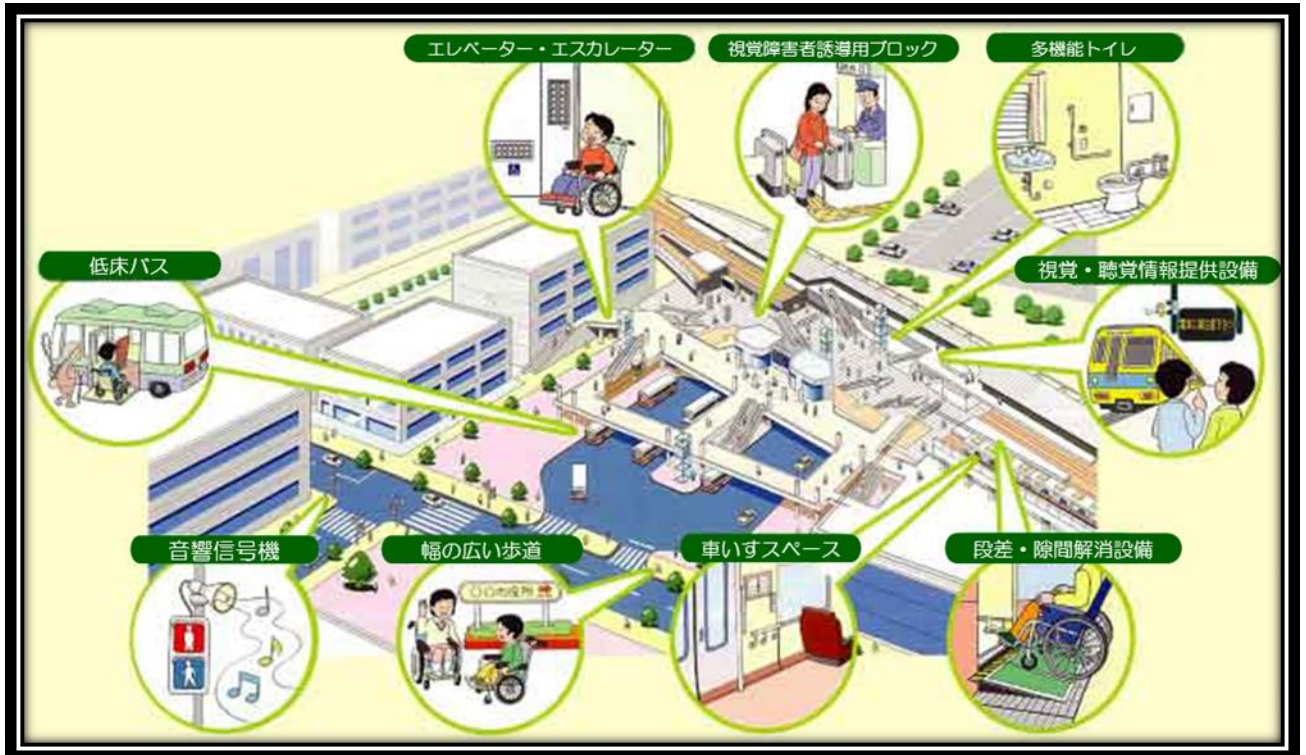 エレベーター・エスカレーター
視覚障害者誘導用ブロック
多機能トイレ
低床バス
視覚・聴覚情報提供設備
音響信号機
幅の広い歩道
車いすスペース
段差・隙間解消設備
〇〇市役所